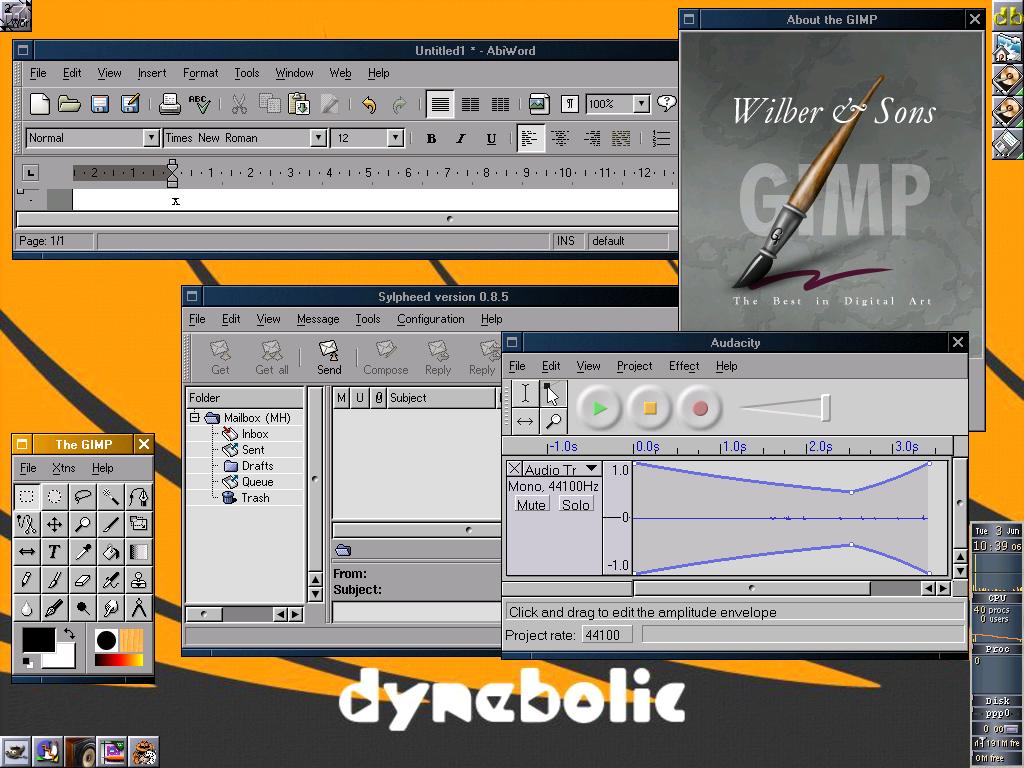 Untitled1 * - AbiWord
File Edit View Insert Format Tools Window Web Help
ABC
100%
Normal
Times New Roman
12
B I U
2 1 1 2 3 4 5 6 7 8 9 10 11 12
x
Page: 1/1
INS
default
About the GIMP
Wilber & Sons
GIMP
The Best in Digital Art
Sylpheed version 0.8.5
File Edit View Message Tools Configuration Help
Get
Get all
Send
Compose
Reply
Reply
Folder
Mailbox (MH)
Inbox
Sent
Drafts
Queue
Trash
M U Subject
From:
Subject:
Audacity
File Edit View Project Effect Help
-1.0s 0.0s 1.0s 2.0s 3.0s
Audio Tr
Mono, 44100Hz
Mute Solo
1.0
0
-1.0
Click and drag to edit the amplitude envelope
Project rate: 44100
The GIMP
File Xtns Help
T
dynebolic
db
Tue 3 Jun
10:39 06
CPU
40 procs
0 users
Proc
0
Disk
ppp0
0 00
191M fre
0M free